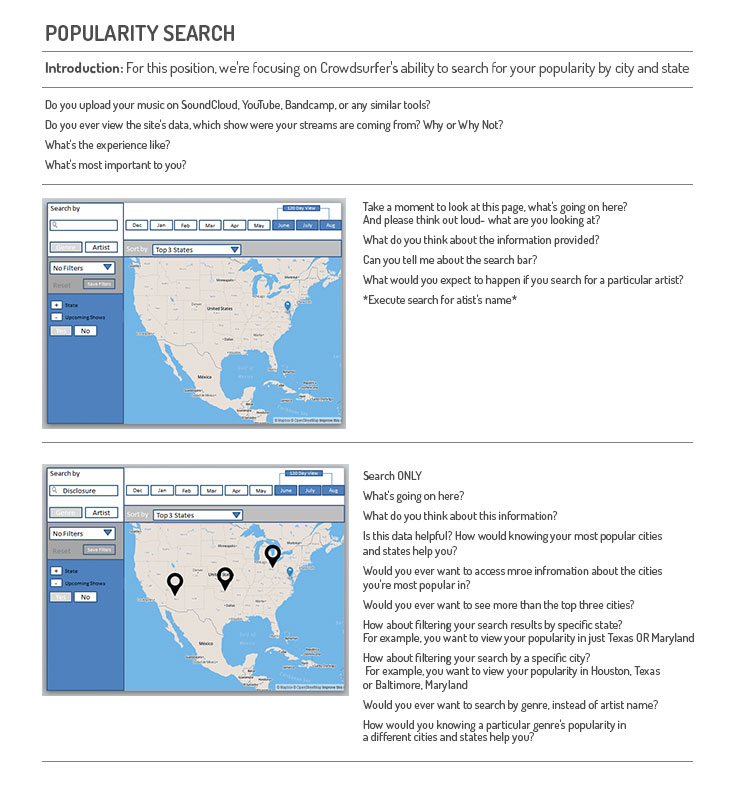 POPULARITY SEARCH
Introduction: For this position, we're focusing on Crowdsurfer's ability to search for your popularity by city and state
Do you upload your music on SoundCloud, YouTube, Bandcamp, or any similar tools?
Do you ever view the site's data, which show were your streams are coming from? Why or Why Not?
What's the experience like?
What's most important to you?
Search by
120 Day View
Dec Jan Feb Mar Apr May June July Aug
Genre Artist
Sort by Top 3 States
No Filters
Reset Save Filters
+ State
- Upcoming Shows
Yes No
Minneapolis
Montreal
Denver
United States
Dallas
México
Guadalajara
Take a moment to look at this page, what's going on here?
And please think out loud- what are you looking at?
What do you think about the information provided?
Can you tell me about the search bar?
What would you expect to happen if you search for a particular artist?
*Execute search for atist's name*
Search by
120 Day View
Disclosure
Dec Jan Feb Mar Apr May June July Aug
Genre Artist
Sort by Top 3 States
No Filters
Reset Save Filters
+ State
- Upcoming Shows
Yes No
Minneapolis
Montreal
Dallas
México
Search ONLY
What's going on here?
What do you think about this information?
Is this data helpful? How would knowing your most popular cities
and states help you?
Would you ever want to access mroe infromation about the cities
you're most popular in?
Would you ever want to see more than the top three cities?
How about filtering your search results by specific state?
For example, you want to view your popularity in just Texas OR Maryland
How about filtering your search by a specific city?
For example, you want to view your popularity in Houston, Texas
or Baltimore, Maryland
Would you ever want to search by genre, instead of artist name?
How would you knowing a particular genre's popularity in
a different cities and states help you?